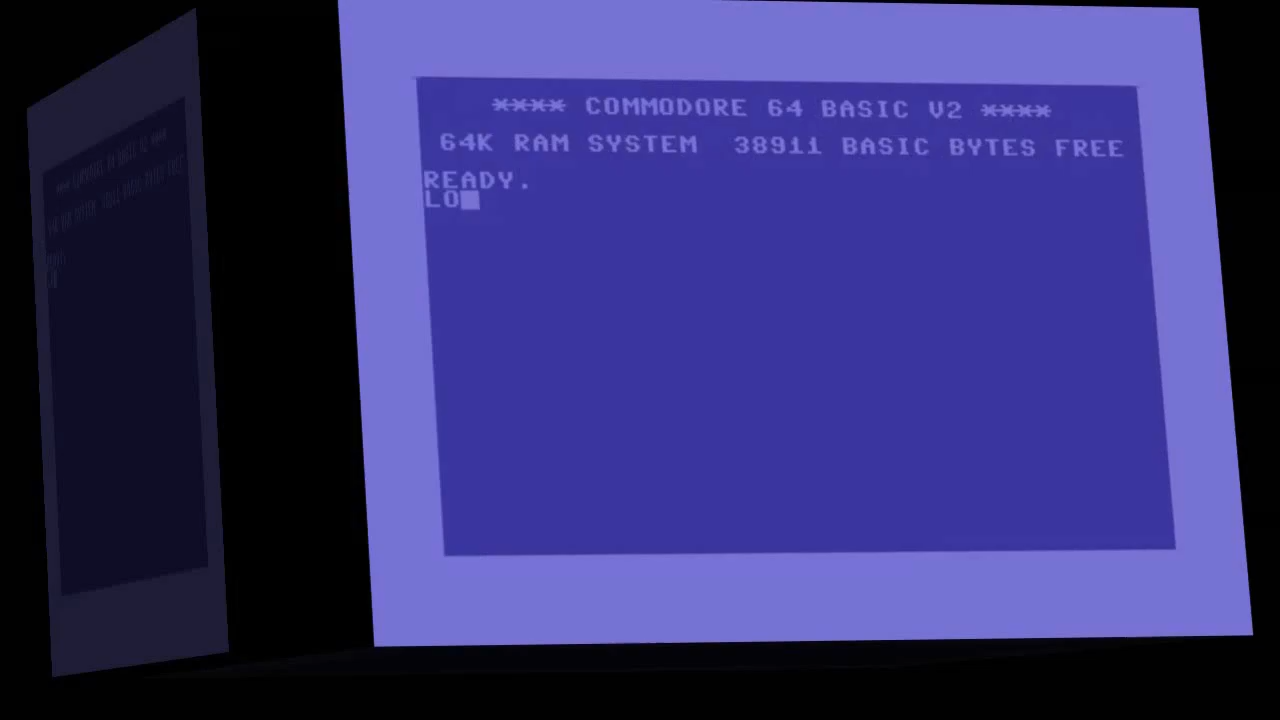 **** COMMODORE 64 BASIC V2 ****
64K RAM SYSTEM  38911 BASIC BYTES FREE
READY.
LO